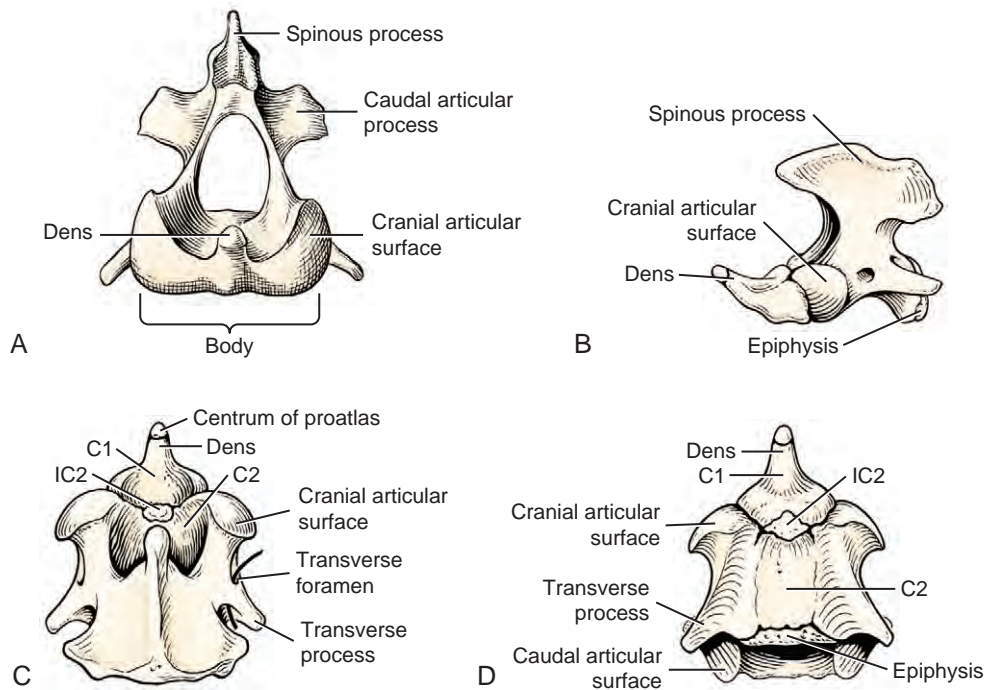 Spinous process
Caudal articular
process
Dens
Cranial articular
surface
Body
A
Spinous process
Cranial articular
surface
Dens
Epiphysis
B
Centrum of proatlas
C1
Dens
IC2
C2
Cranial articular
surface
Transverse
foramen
Transverse
process
C
Dens
C1
IC2
Cranial articular
surface
Transverse
process
C2
Caudal articular
surface
Epiphysis
D